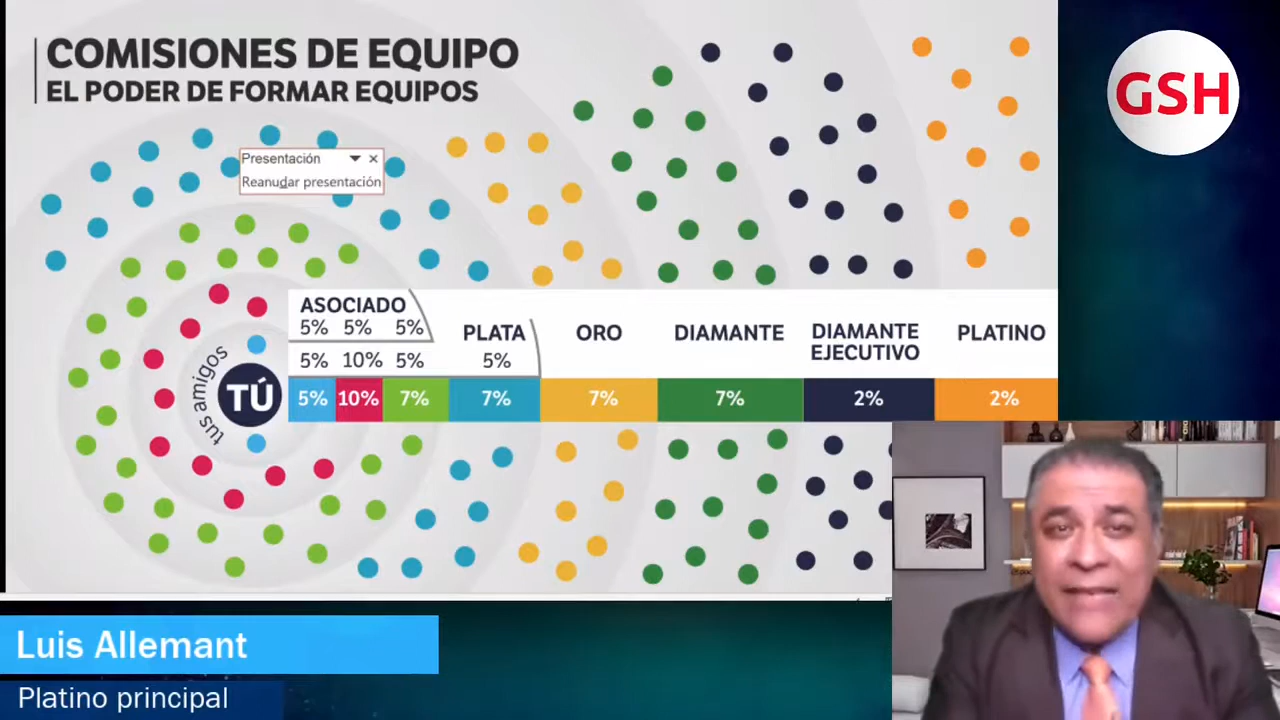 COMISIONES DE EQUIPO
EL PODER DE FORMAR EQUIPOS
GSH
Presentación
Reanudar presentación
ASOCIADO
5% 5% 5%
5% 10% 5%
PLATA
5%
ORO
DIAMANTE
DIAMANTE
EJECUTIVO
PLATINO
tus amigos
TÚ
5% 10% 7% 7% 7% 7% 2% 2%
Luis Allemant
Platino principal